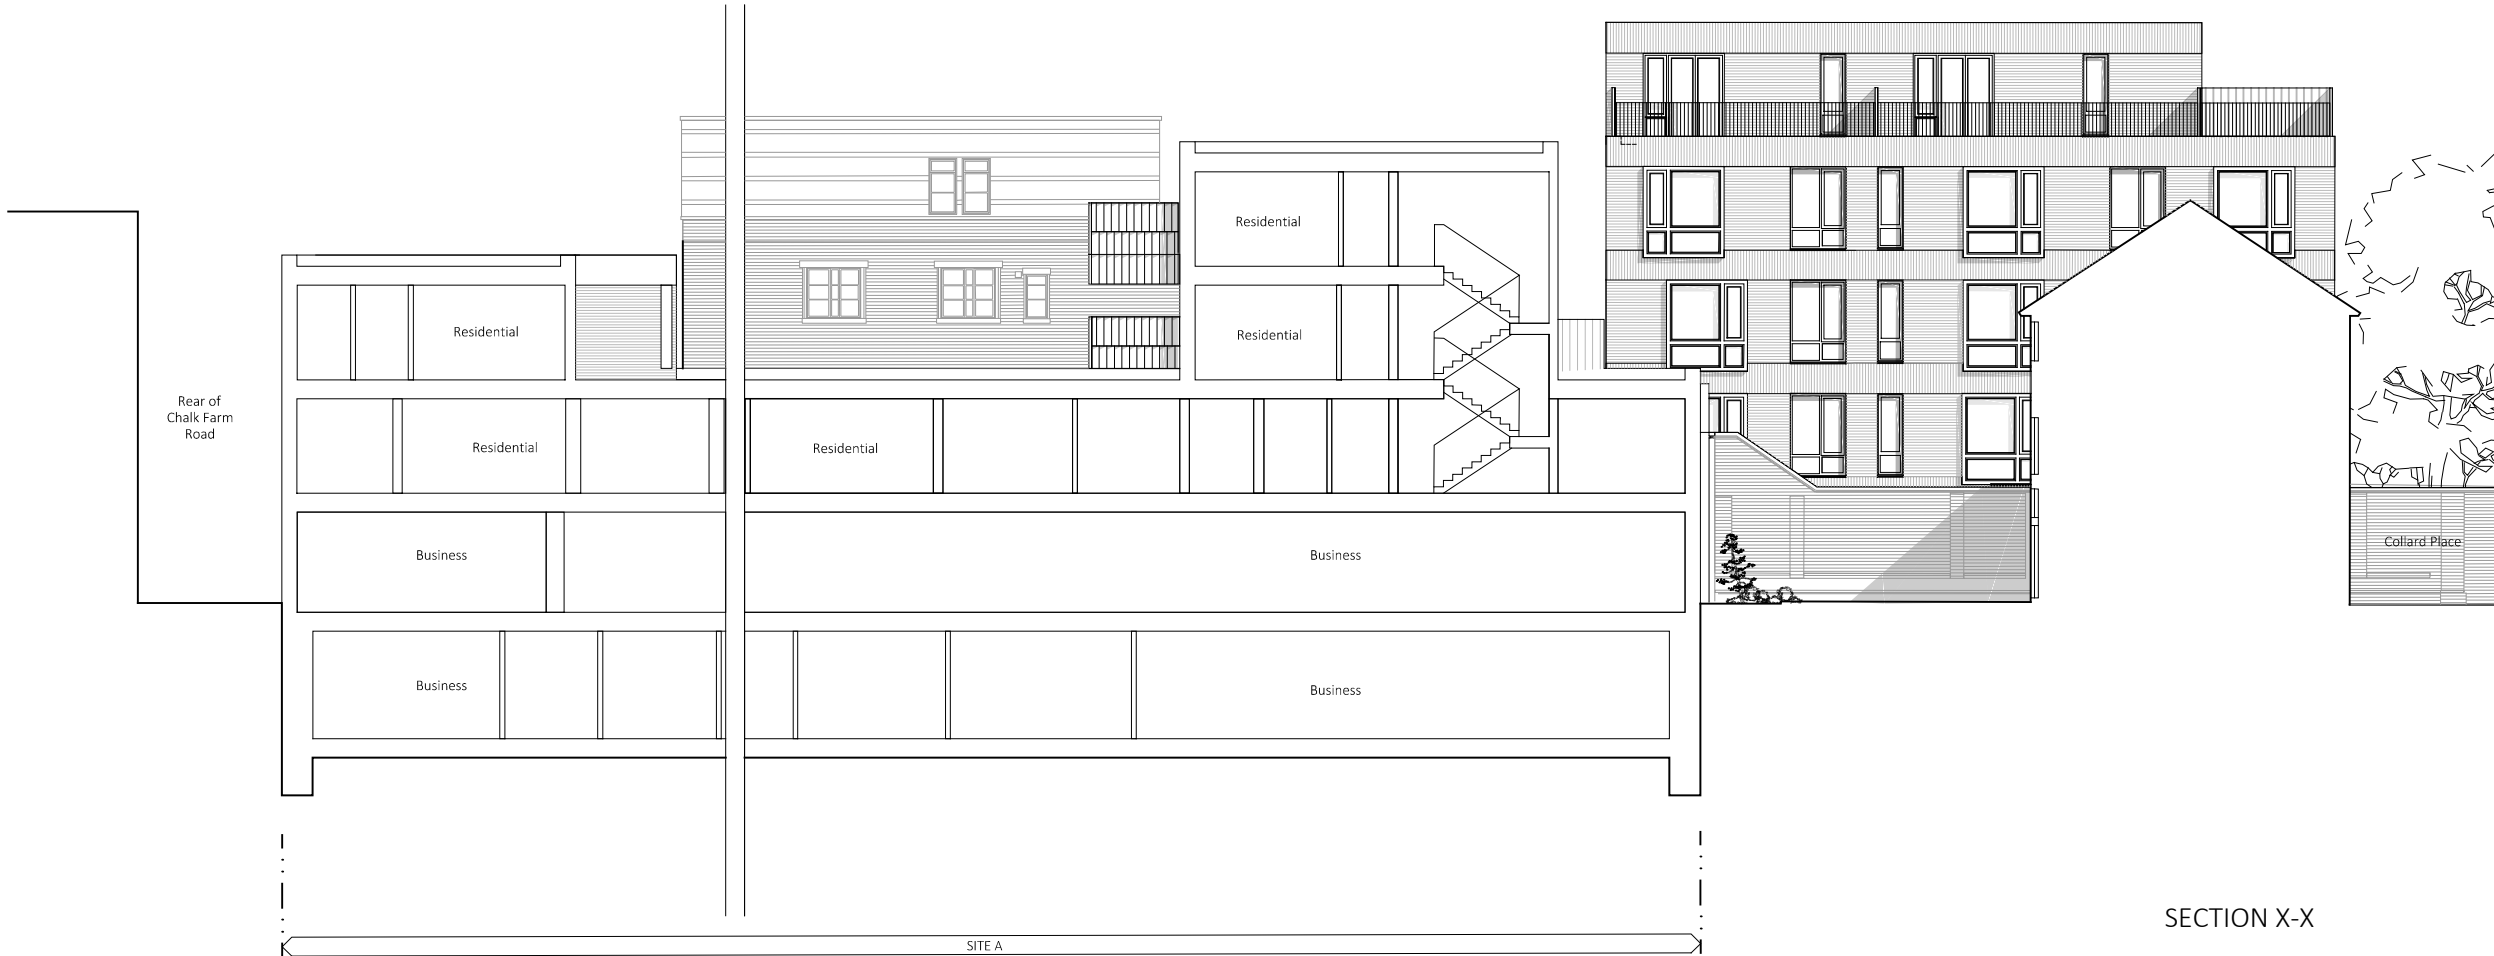 Residential
Residential
Residential
Rear of
Chalk Farm
Road
Residential
Residential
Business
Business
Collard Place
Business
Business
SITE A
SECTION X-X